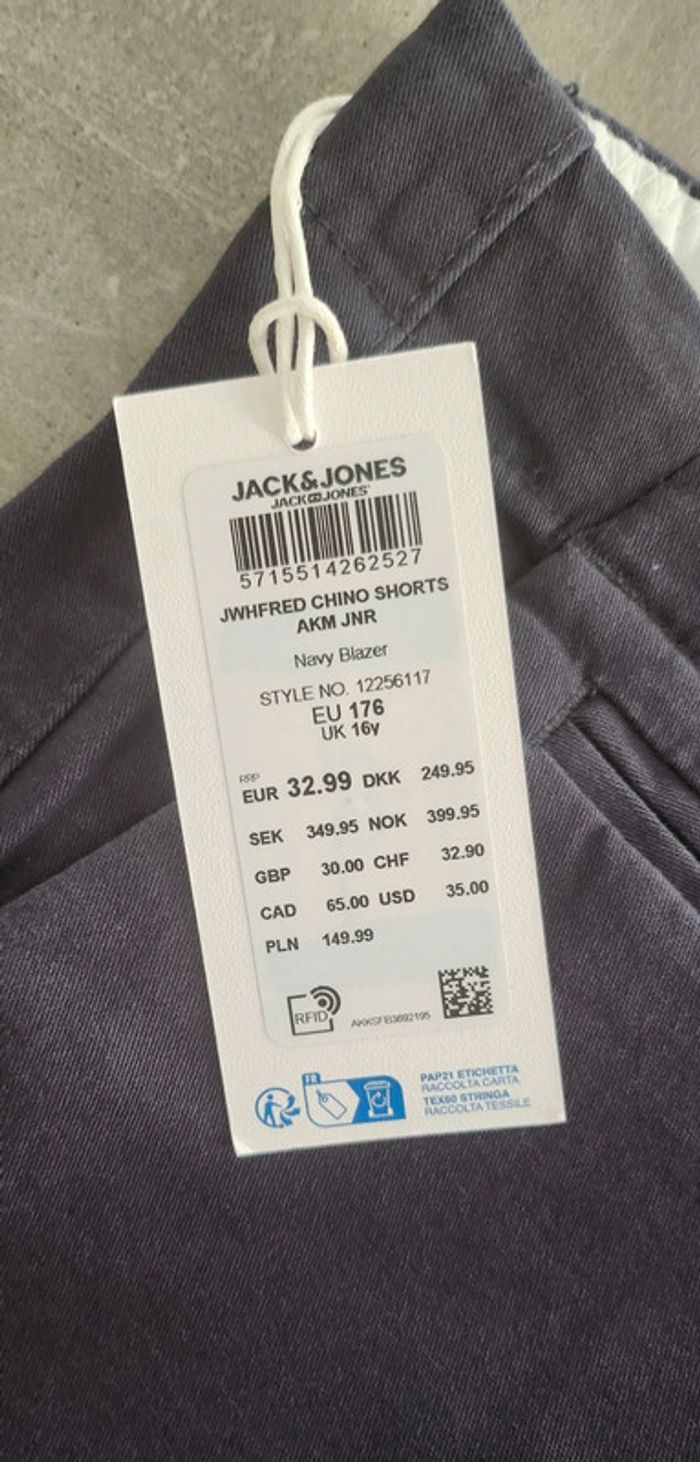 JACK&JONES
JACK&JONES
5715514262527
JWHFRED CHINO SHORTS
AKM JNR
Navy Blazer
STYLE NO. 12256117
EU 176
UK 16y
RRP
EUR 32.99 DKK 249.95
SEK 349.95 NOK 399.95
GBP 30.00 CHF 32.90
CAD 65.00 USD 35.00
PLN 149.99
RFID
AKKSFB3692195
FR
PAP21 ETICHETTA
RACCOLTA CARTA
TEX60 STRINGA
RACCOLTA TESSILE